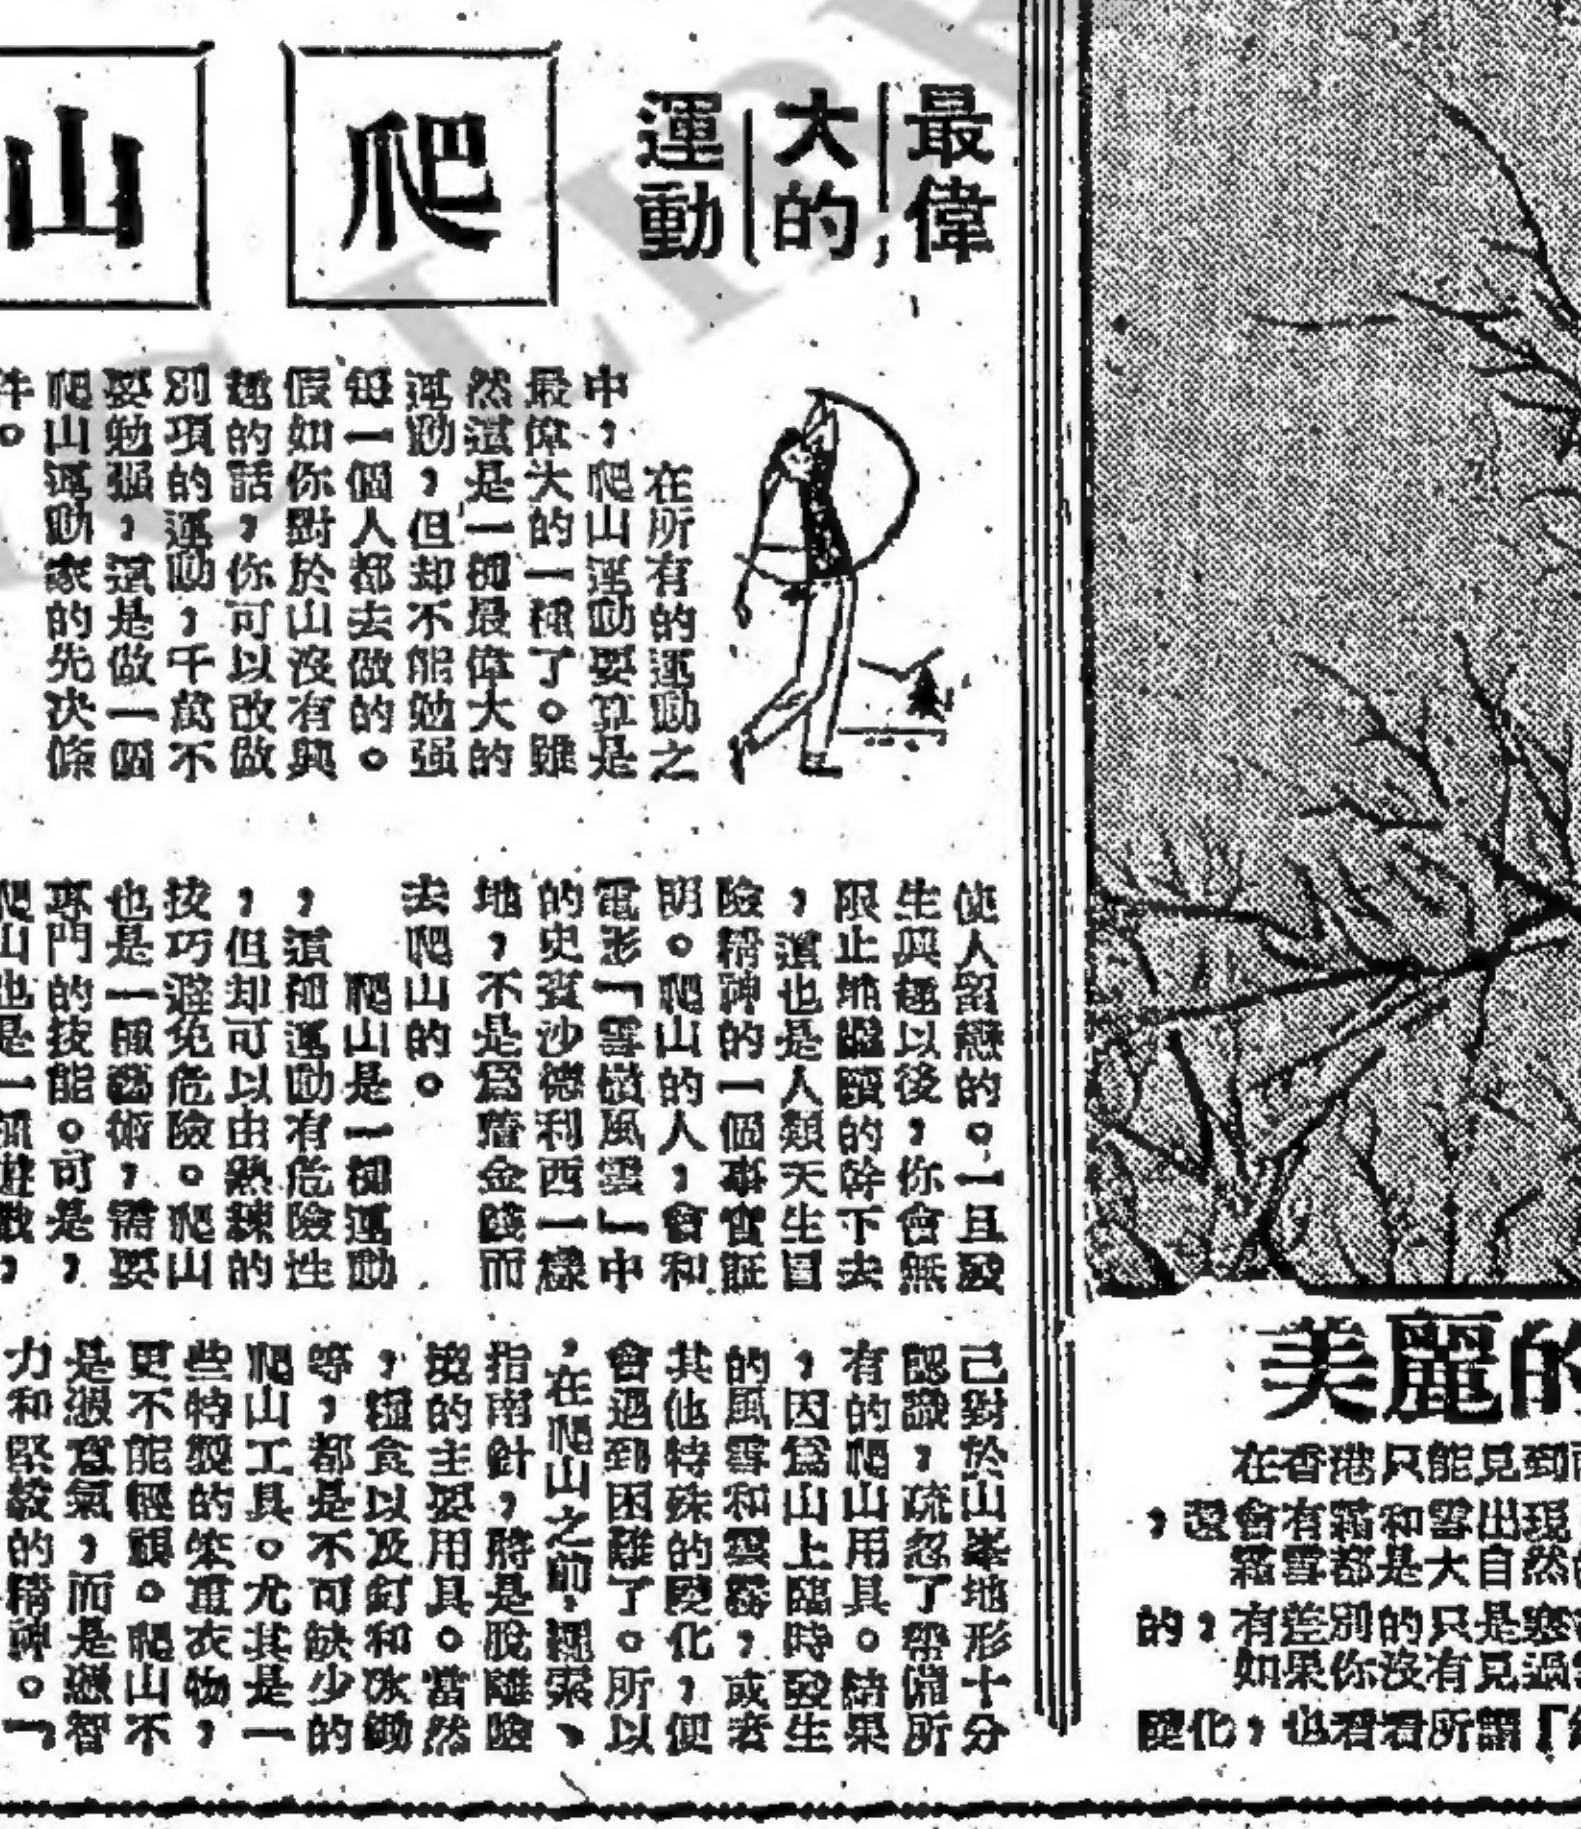 最偉
大的
運動
爬
山
在所有的運動之
中，爬山運動要算是
最偉大的一種了。雖
然這是一種最偉大的
運動，但却不能勉强
每一個人都去做的。
假如你對於山沒有興
趣的話，你可以改做
別項的運動，千萬不
要勉强，這是做一個
爬山運動家的先决條
件。
使人留戀的。一旦發
生興趣以後，你會無
限止地繼續的幹下去
，這也是人類天生冒
險精神的一個事實証
明。爬山的人，會和
電影「雪嶺風雲」中
的史賓沙德利西一樣
地，不是爲着金錢而
去爬山的。
爬山是一種運動
，這種運動有危險性
，但却可以由熟練的
技巧避免危險。爬山
也是一種藝術，需要
專門的技能。可是，
爬山也是一種遊戲，
己對於山峯地形十分
認識，疏忽了帶備所
有的爬山用具。結果
，因爲山上臨時發生
的風雪和雲霧，或者
其他特殊的變化，便
會遇到困難了。所以
，在爬山之前，繩索、
指南針，時是脫離險
境的主要用具。當然
，糧食以及釘和冰鋤
等，都是不可缺少的
爬山工具。尤其是一
些特製的笨重衣物，
更不能輕視。爬山不
是憑意氣，而是憑智
力和堅毅的精神。「
美麗的
在香港只能見到
，還會有霜和雪出現
霜雪都是大自然
的，有差別的只是
如果你沒有見過
變化，也看看所謂「